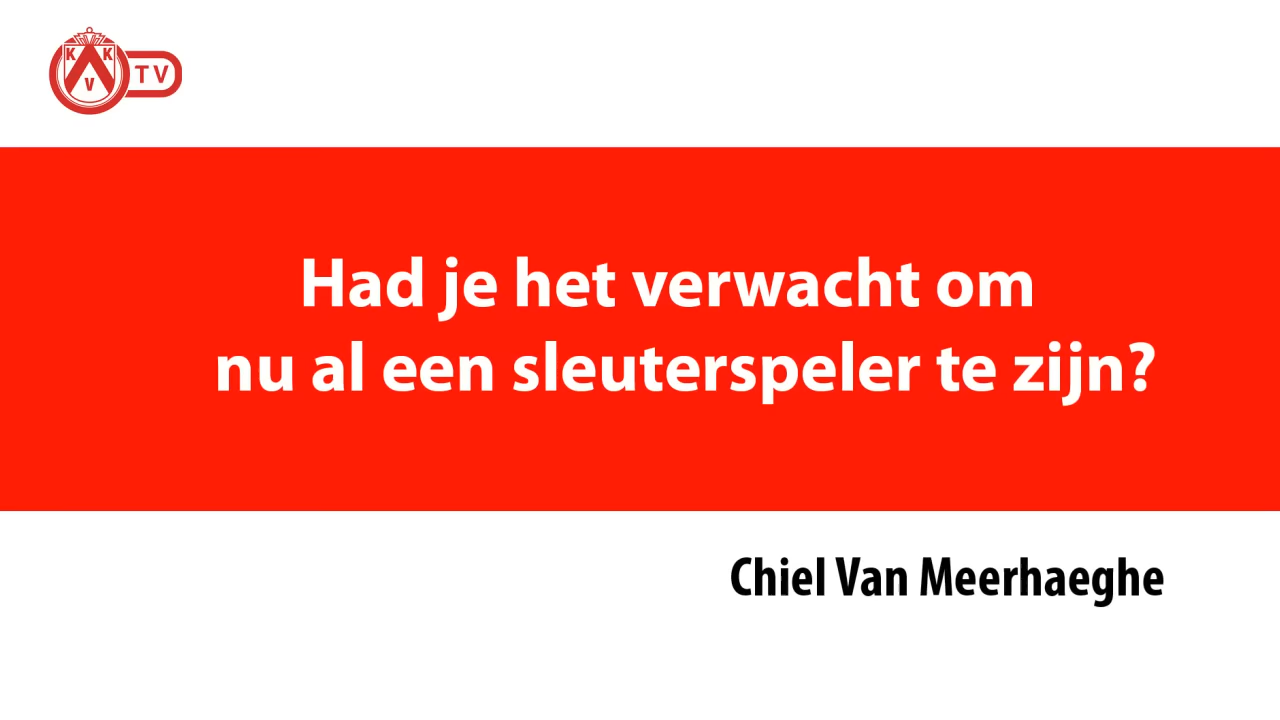 K K
V
TV
Had je het verwacht om
nu al een sleuterspeler te zijn?
Chiel Van Meerhaeghe